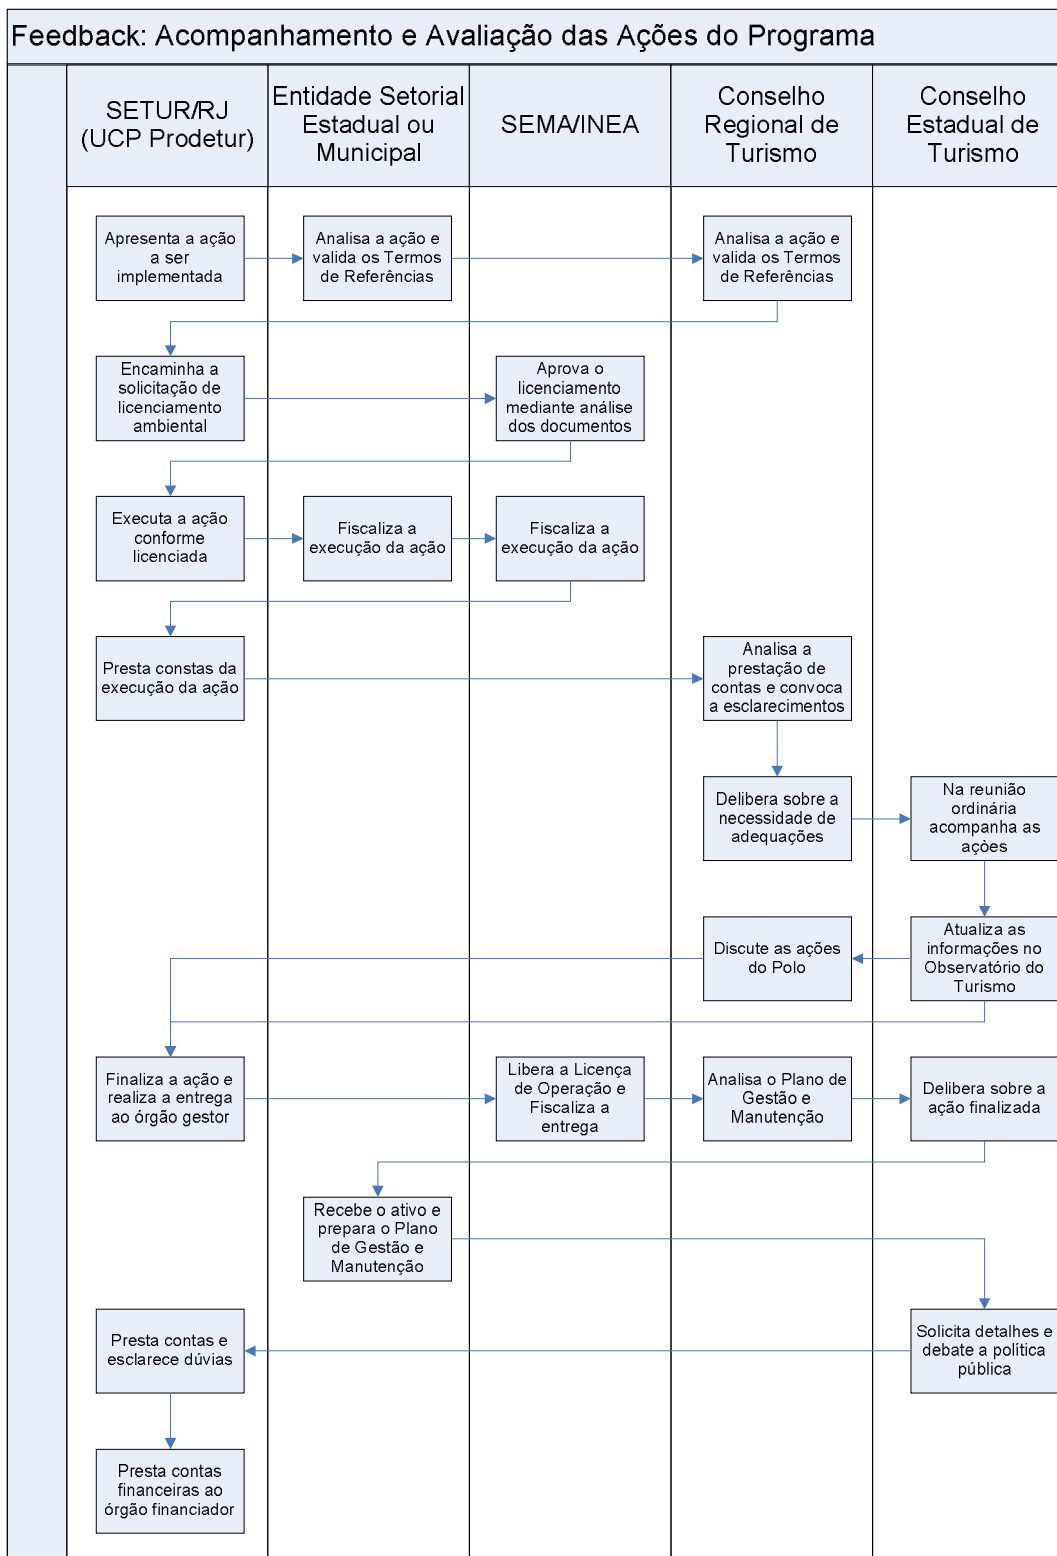 Feedback: Acompanhamento e Avaliação das Ações do Programa
SETUR/RJ
(UCP Prodetur)
Entidade Setorial
Estadual ou
Municipal
SEMA/INEA
Conselho
Regional de
Turismo
Conselho
Estadual de
Turismo
Apresenta a ação
a ser
implementada
Analisa a ação e
valida os Termos
de Referências
Analisa a ação e
valida os Termos
de Referências
Encaminha a
solicitação de
licenciamento
ambiental
Aprova o
licenciamento
mediante análise
dos documentos
Executa a ação
conforme
licenciada
Fiscaliza a
execução da ação
Fiscaliza a
execução da ação
Presta constas da
execução da ação
Analisa a
prestação de
contas e convoca
a esclarecimentos
Delibera sobre a
necessidade de
adequações
Na reunião
ordinária
acompanha as
açòes
Discute as ações
do Polo
Atualiza as
informações no
Observatório do
Turismo
Finaliza a ação e
realiza a entrega
ao órgão gestor
Libera a Licença
de Operação e
Fiscaliza a
entrega
Analisa o Plano de
Gestão e
Manutenção
Delibera sobre a
ação finalizada
Recebe o ativo e
prepara o Plano
de Gestão e
Manutenção
Presta contas e
esclarece dúvias
Solicita detalhes e
debate a política
pública
Presta contas
financeiras ao
órgão financiador